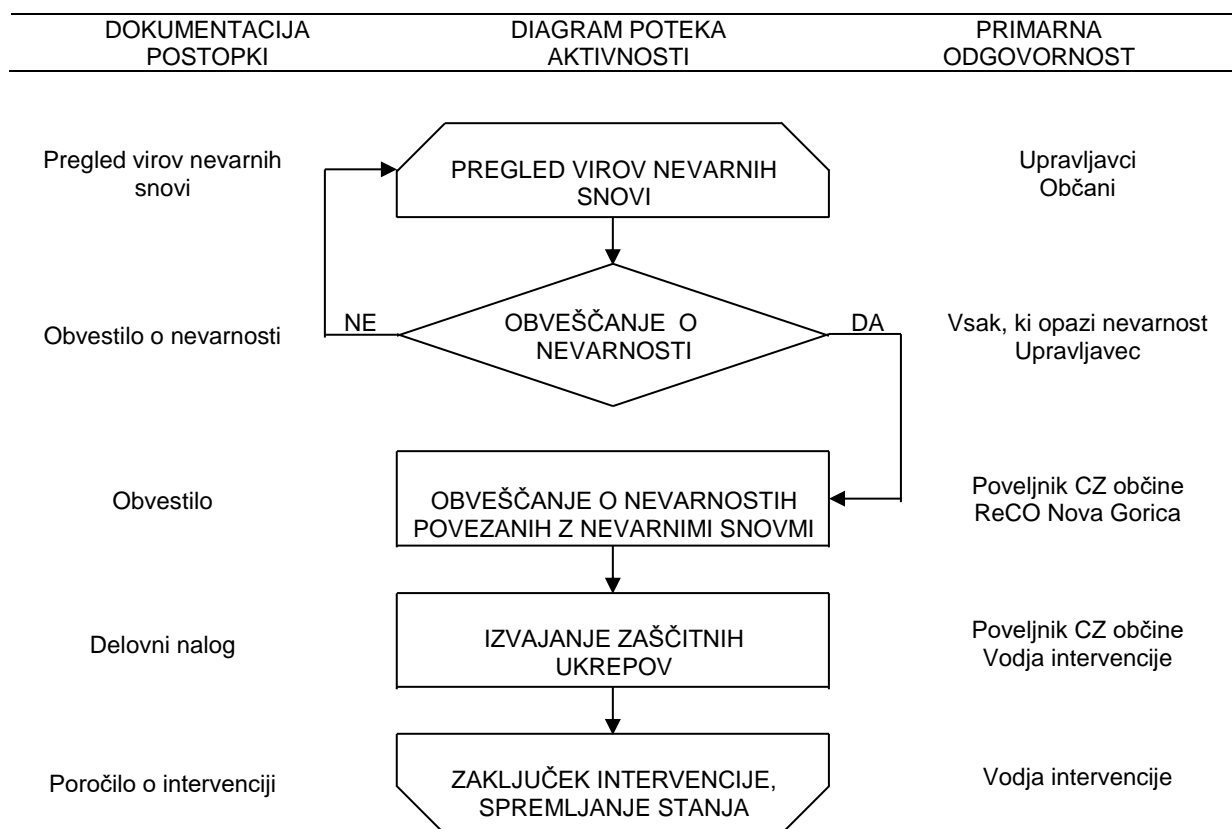 DOKUMENTACIJA
POSTOPKI
DIAGRAM POTEKA
AKTIVNOSTI
PRIMARNA
ODGOVORNOST
Pregled virov nevarnih
snovi
PREGLED VIROV NEVARNIH
SNOVI
Upravljavci
Občani
Obvestilo o nevarnosti
NE
OBVEŠČANJE O
NEVARNOSTI
DA
Vsak, ki opazi nevarnost
Upravljavec
Obvestilo
OBVEŠČANJE O NEVARNOSTIH
POVEZANIH Z NEVARNIMI SNOVMI
Poveljnik CZ občine
ReCO Nova Gorica
Delovni nalog
IZVAJANJE ZAŠČITNIH
UKREPOV
Poveljnik CZ občine
Vodja intervencije
Poročilo o intervenciji
ZAKLJUČEK INTERVENCIJE,
SPREMLJANJE STANJA
Vodja intervencije